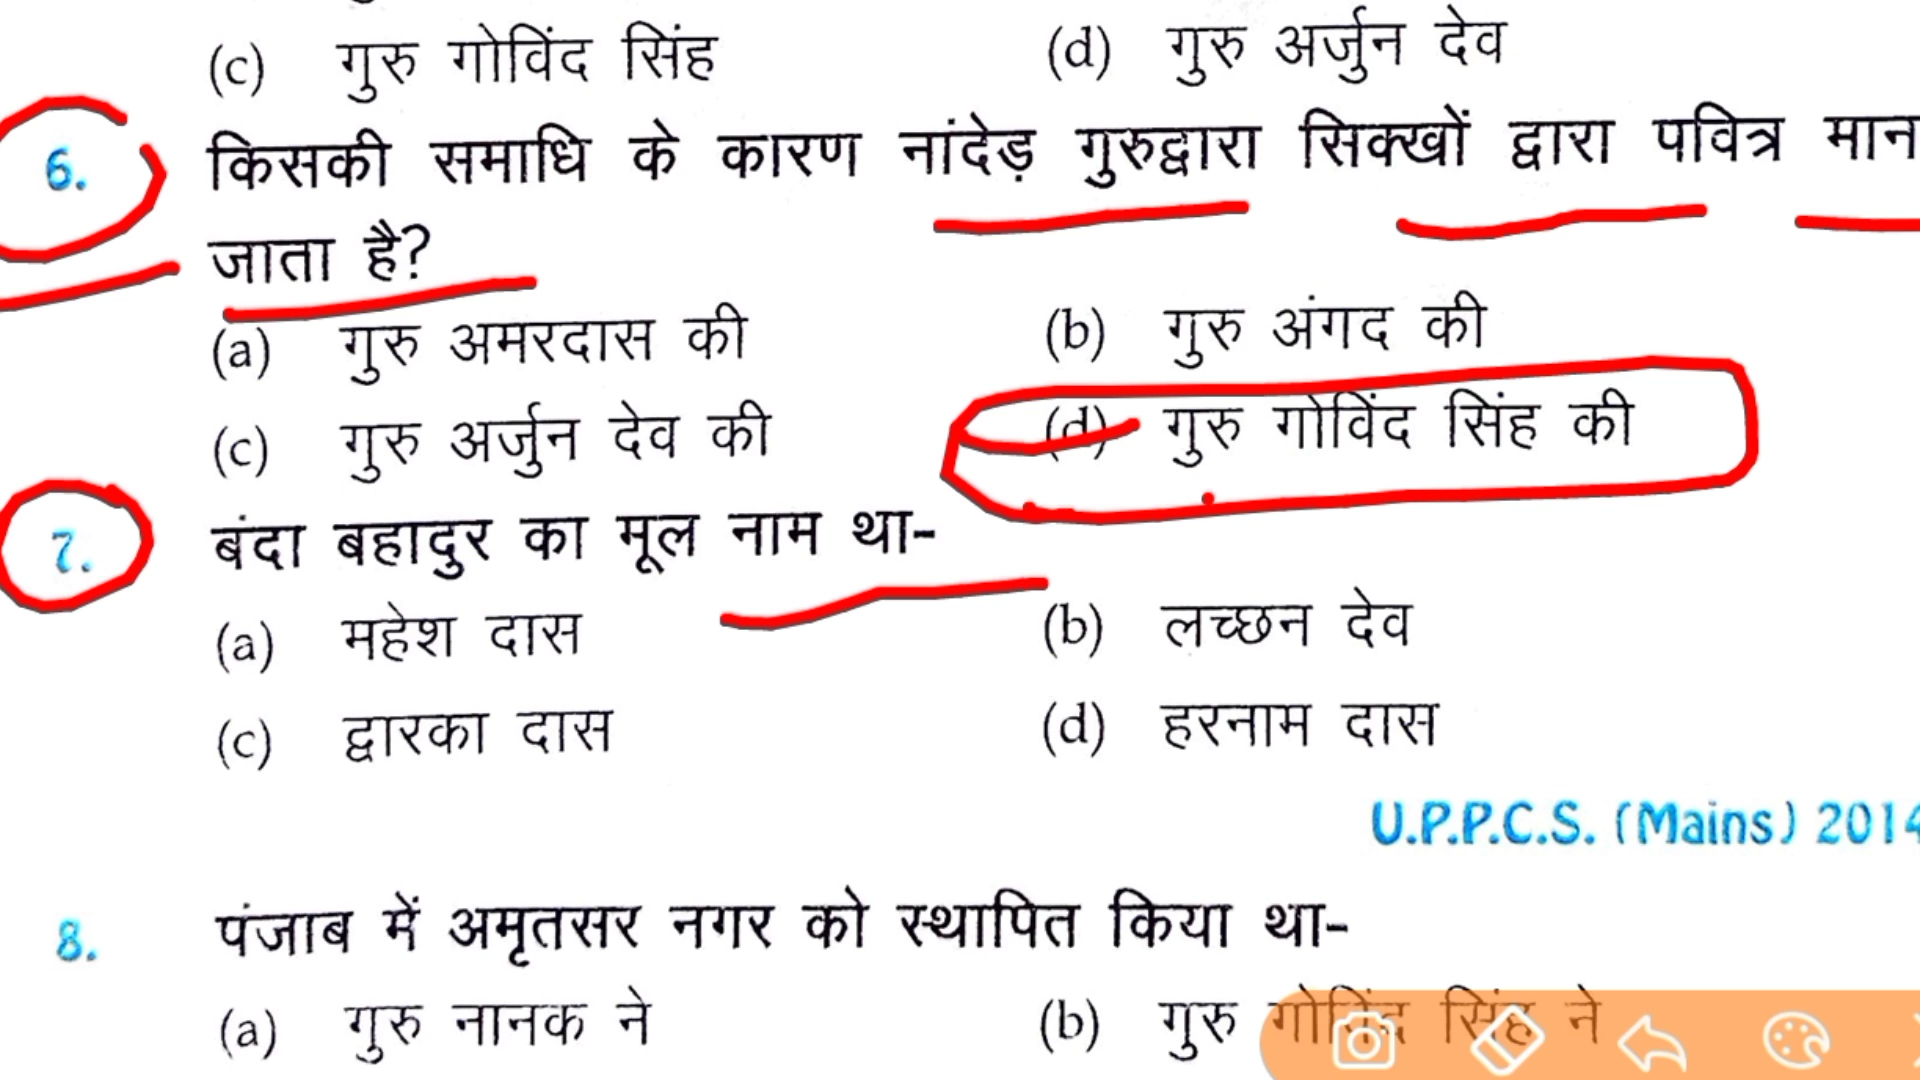 (c) गुरु गोविंद सिंह (d) गुरु अर्जुन देव
6. किसकी समाधि के कारण नांदेड़ गुरुद्वारा सिक्खों द्वारा पवित्र मान
जाता है?
(a) गुरु अमरदास की (b) गुरु अंगद की
(c) गुरु अर्जुन देव की (d) गुरु गोविंद सिंह की
7. बंदा बहादुर का मूल नाम था-
(a) महेश दास (b) लच्छन देव
(c) द्वारका दास (d) हरनाम दास
U.P.P.C.S. (Mains) 2014
8. पंजाब में अमृतसर नगर को स्थापित किया था-
(a) गुरु नानक ने (b) गुरु गोविंद सिंह ने